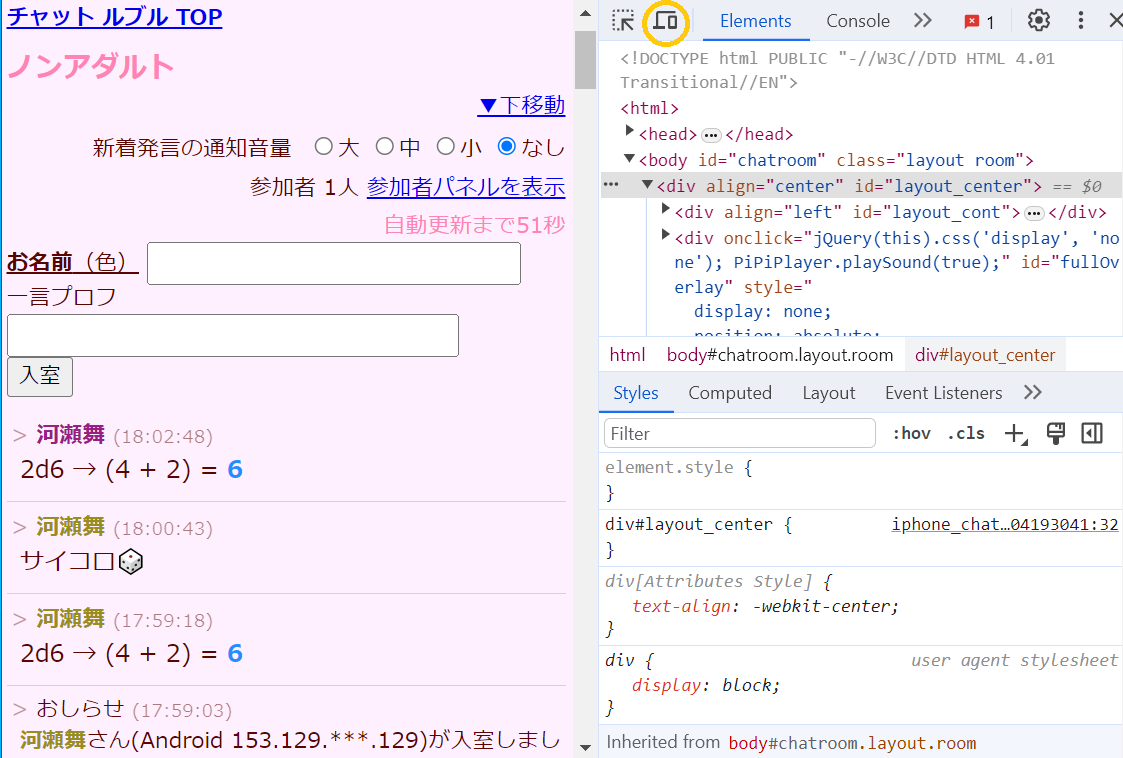 チャット ルブル TOP
ノンアダルト
▼下移動
新着発言の通知音量 大 中 小 なし
参加者 1人 参加者パネルを表示
自動更新まで51秒
お名前（色）
一言プロフ
入室
> 河瀬舞 (18:02:48)
2d6 → (4 + 2) = 6
> 河瀬舞 (18:00:43)
サイコロ🎲
> 河瀬舞 (17:59:18)
2d6 → (4 + 2) = 6
> おしらせ (17:59:03)
河瀬舞さん(Android 153.129.***.129)が入室しまし
Elements Console >> 1
<!DOCTYPE html PUBLIC "-//W3C//DTD HTML 4.01
Transitional//EN">
<html>
▶<head>…</head>
▼<body id="chatroom" class="layout room">
… ▼<div align="center" id="layout_center"> == $0
▶<div align="left" id="layout_cont">…</div>
▶<div onclick="jQuery(this).css('display', 'no
ne'); PiPiPlayer.playSound(true);" id="fullOv
erlay" style="
display: none;
position: absolute;
html body#chatroom.layout.room div#layout_center
Styles Computed Layout Event Listeners >>
Filter :hov .cls
element.style {
}
div#layout_center { iphone_chat…04193041:32
}
div[Attributes Style] {
text-align: -webkit-center;
}
div { user agent stylesheet
display: block;
}
Inherited from body#chatroom.layout.room